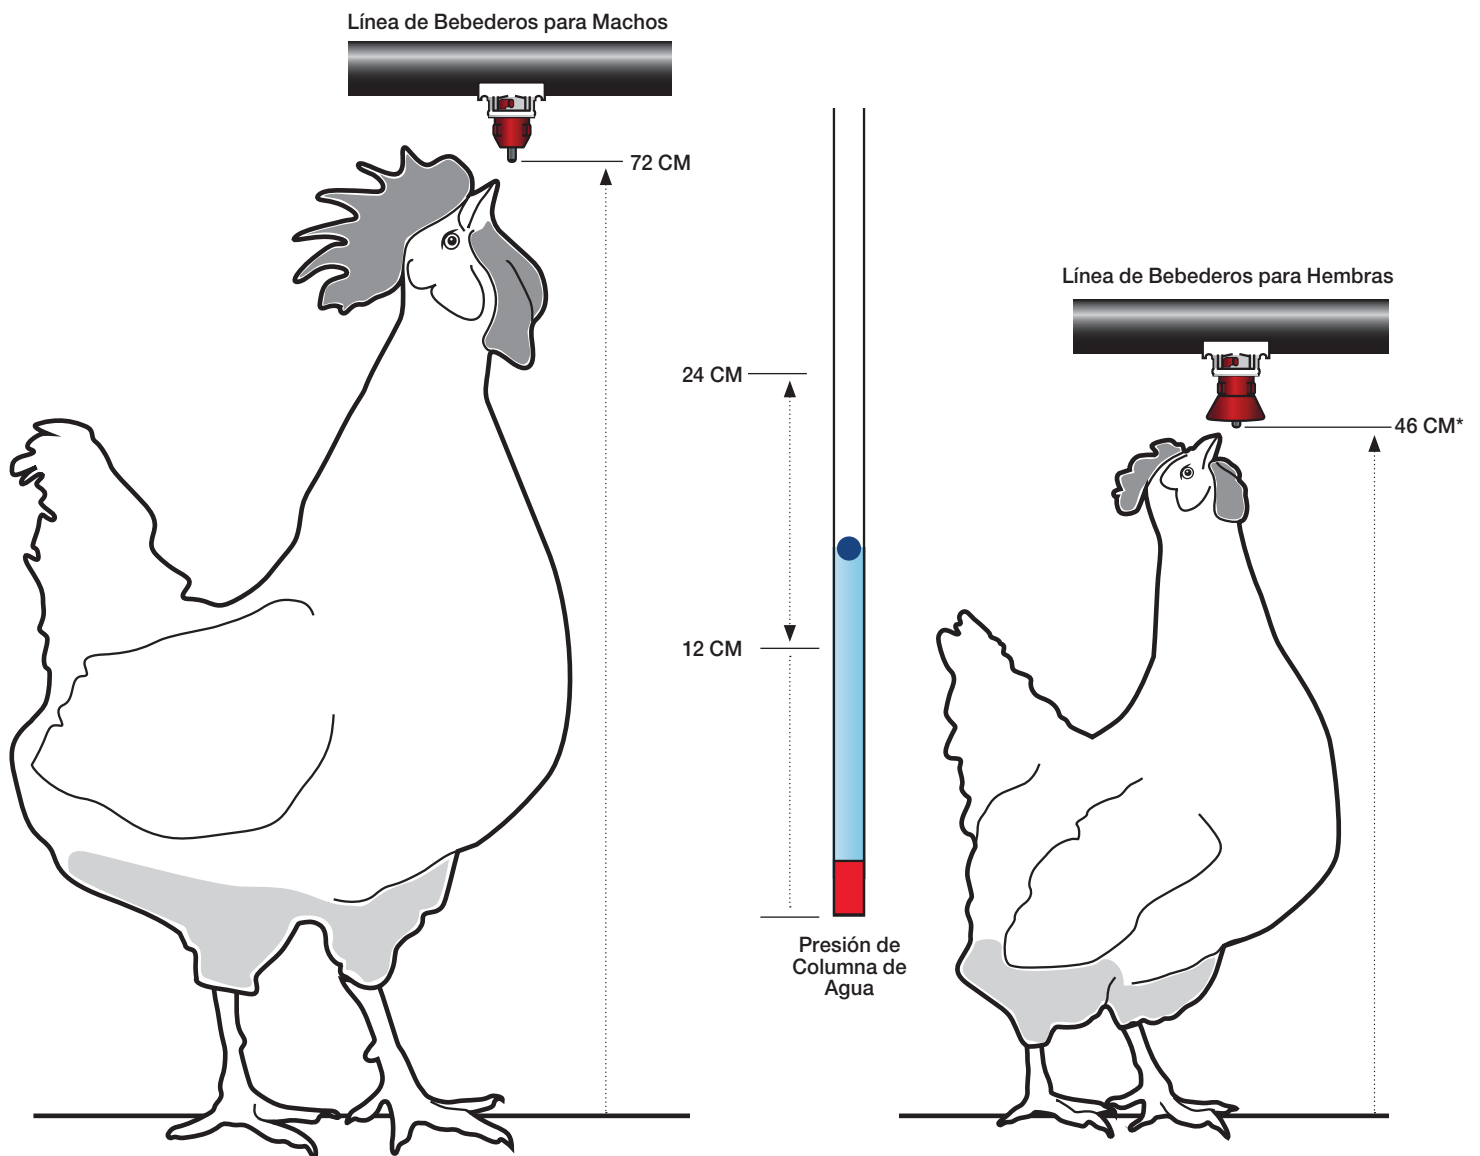 Línea de Bebederos para Machos
72 CM
Línea de Bebederos para Hembras
24 CM
46 CM*
12 CM
Presión de
Columna de
Agua